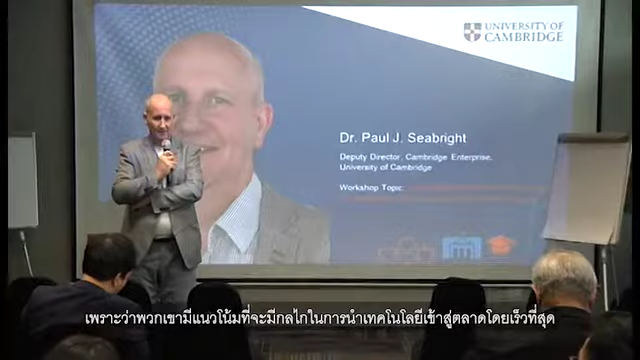 UNIVERSITY OF
CAMBRIDGE
Dr. Paul J. Seabright
Deputy Director, Cambridge Enterprise,
University of Cambridge
Workshop Topic:
เพราะว่าพวกเขามีแนวโน้มที่จะมีกลไกในการนำเทคโนโลยีเข้าสู่ตลาดโดยเร็วที่สุด